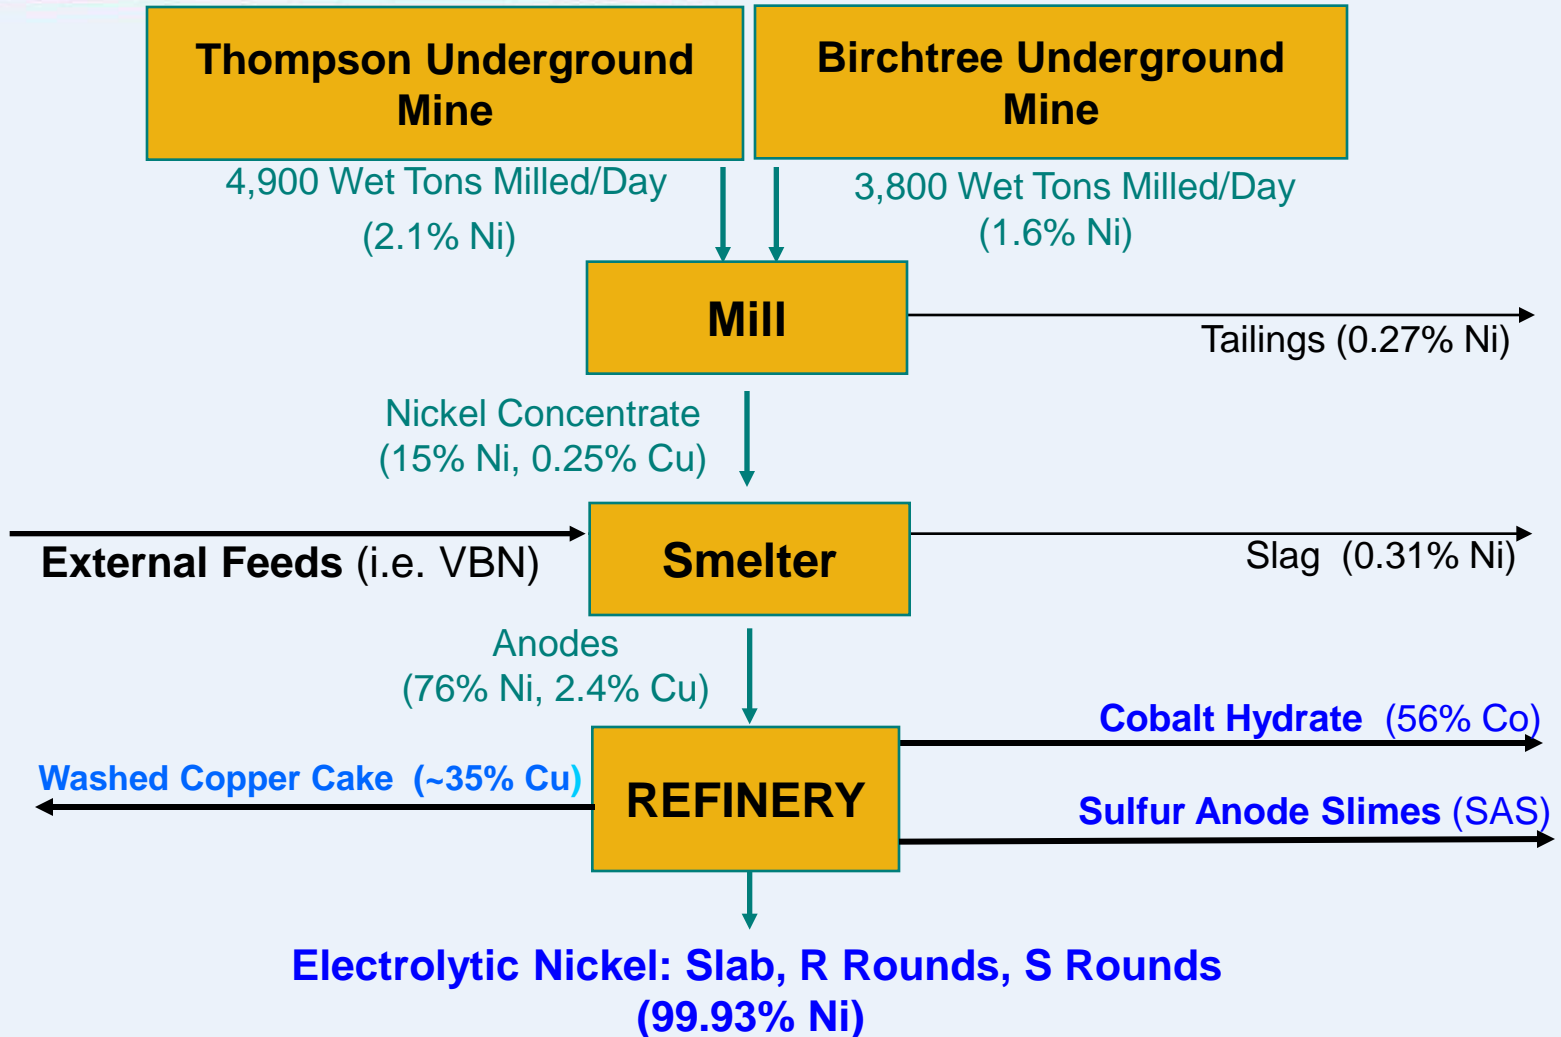 Thompson Underground
Mine
Birchtree Underground
Mine
4,900 Wet Tons Milled/Day
(2.1% Ni)
3,800 Wet Tons Milled/Day
(1.6% Ni)
Mill
Tailings (0.27% Ni)
Nickel Concentrate
(15% Ni, 0.25% Cu)
External Feeds (i.e. VBN)
Smelter
Slag (0.31% Ni)
Anodes
(76% Ni, 2.4% Cu)
Cobalt Hydrate (56% Co)
Washed Copper Cake (~35% Cu)
REFINERY
Sulfur Anode Slimes (SAS)
Electrolytic Nickel: Slab, R Rounds, S Rounds
(99.93% Ni)